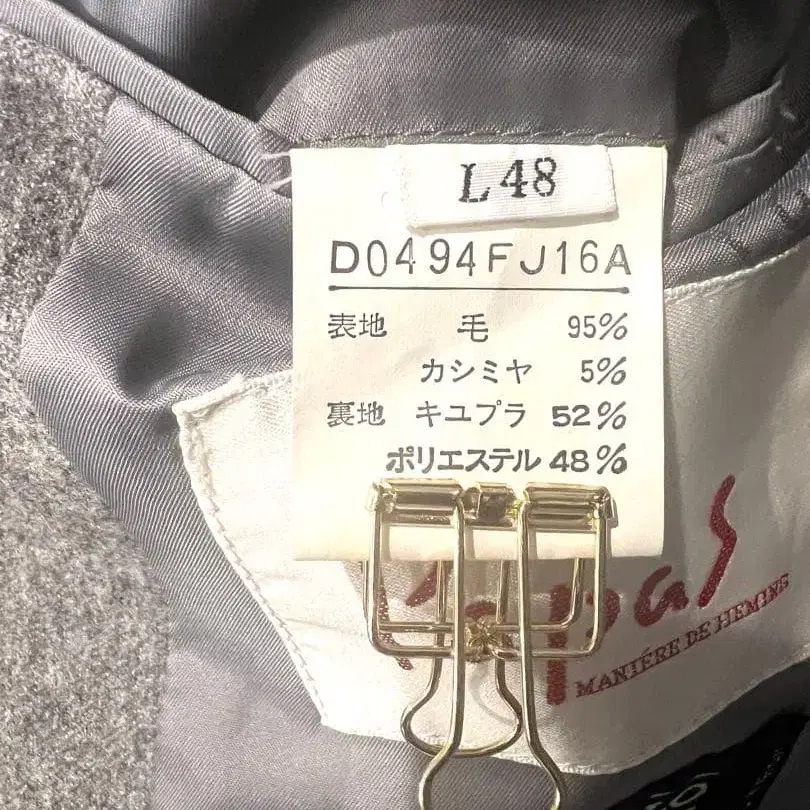 L48
D0494FJ16A
表地 毛 95%
カシミヤ 5%
裏地 キユプラ 52%
ポリエステル 48%
MANIÈRE DE HEMING